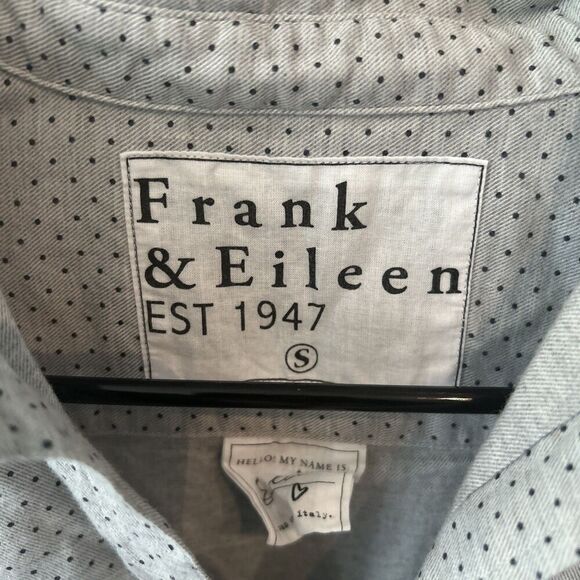 Frank
& Eileen
EST 1947
S
HELLO! MY NAME IS
italy.